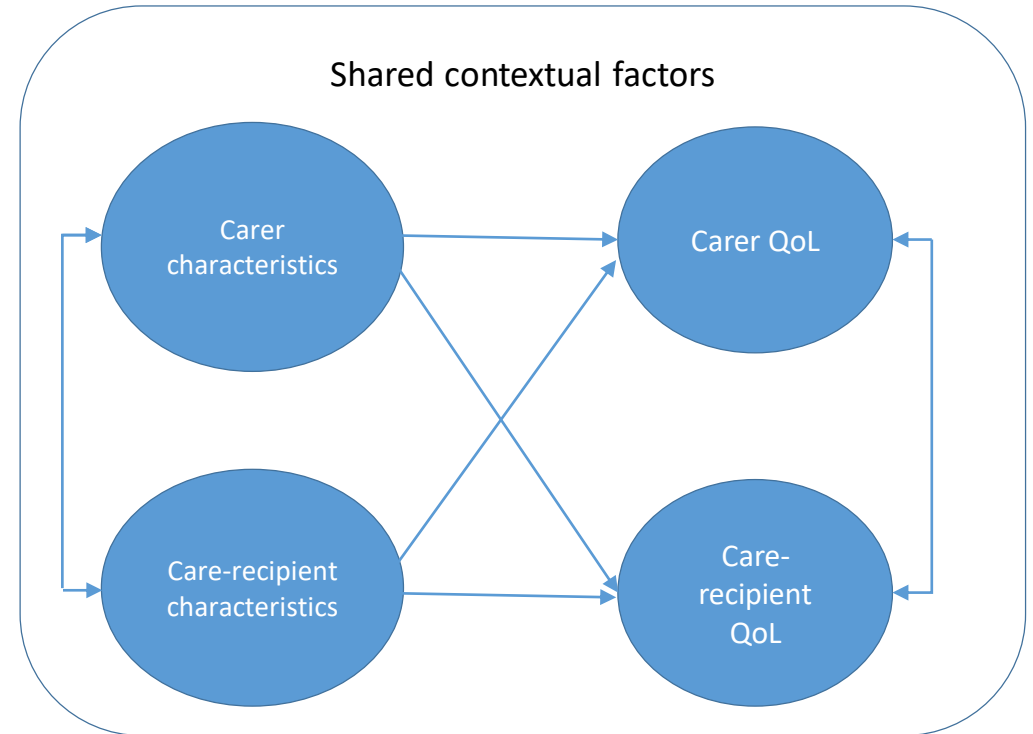 Shared contextual factors
Carer
characteristics
Carer QoL
Care-recipient
characteristics
Care-
recipient
QoL